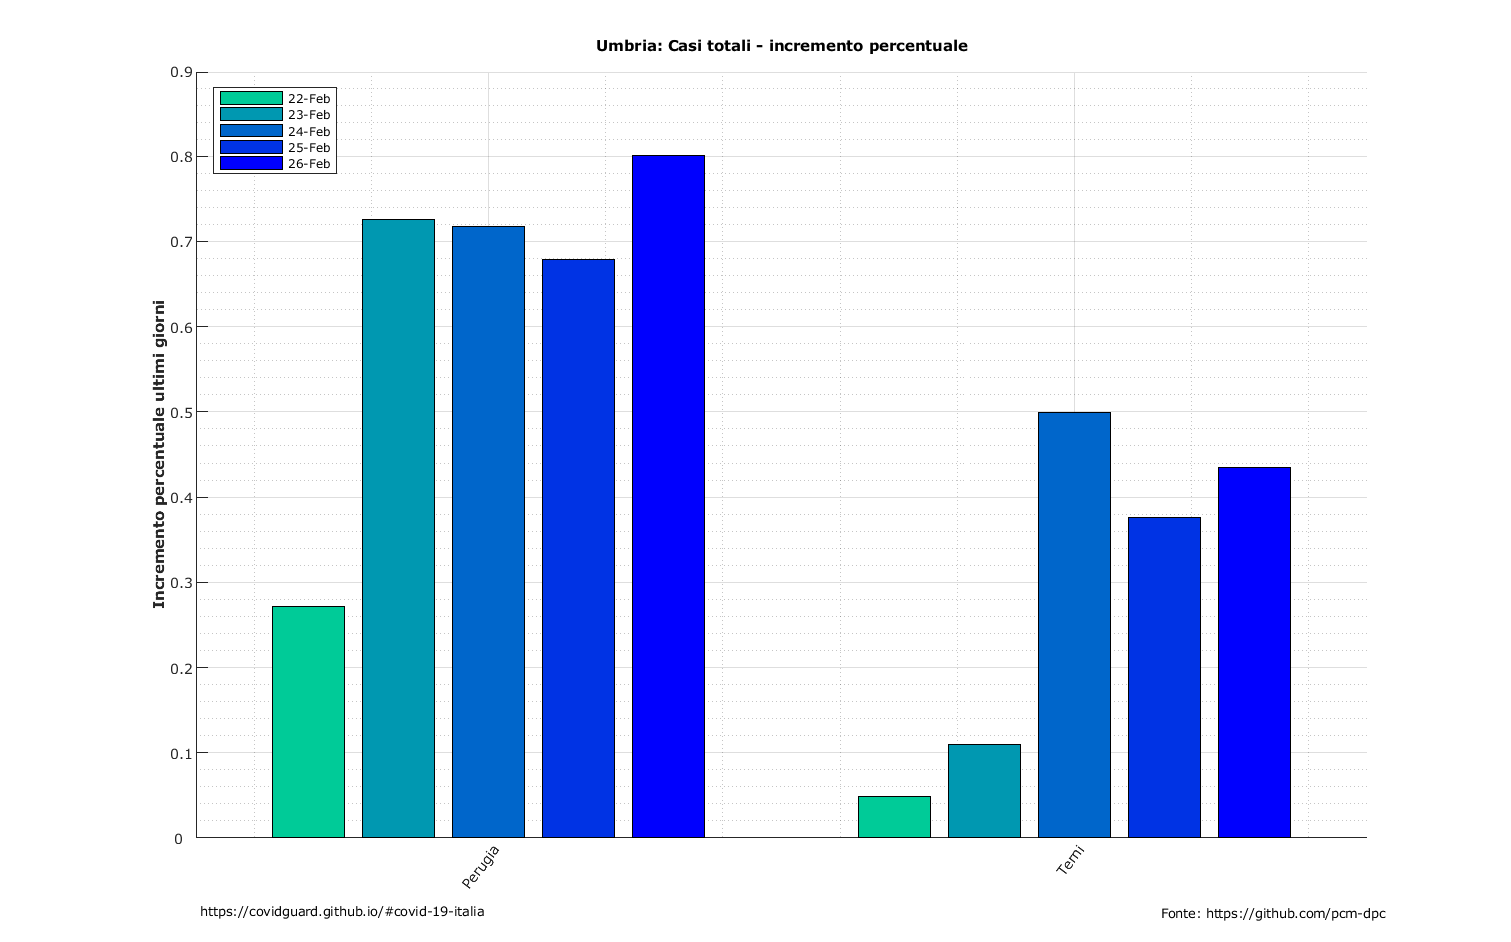 Umbria: Casi totali - incremento percentuale
22-Feb
23-Feb
24-Feb
25-Feb
26-Feb
Incremento percentuale ultimi giorni
0.9
0.8
0.7
0.6
0.5
0.4
0.3
0.2
0.1
0
Perugia
Terni
https://covidguard.github.io/#covid-19-italia
Fonte: https://github.com/pcm-dpc